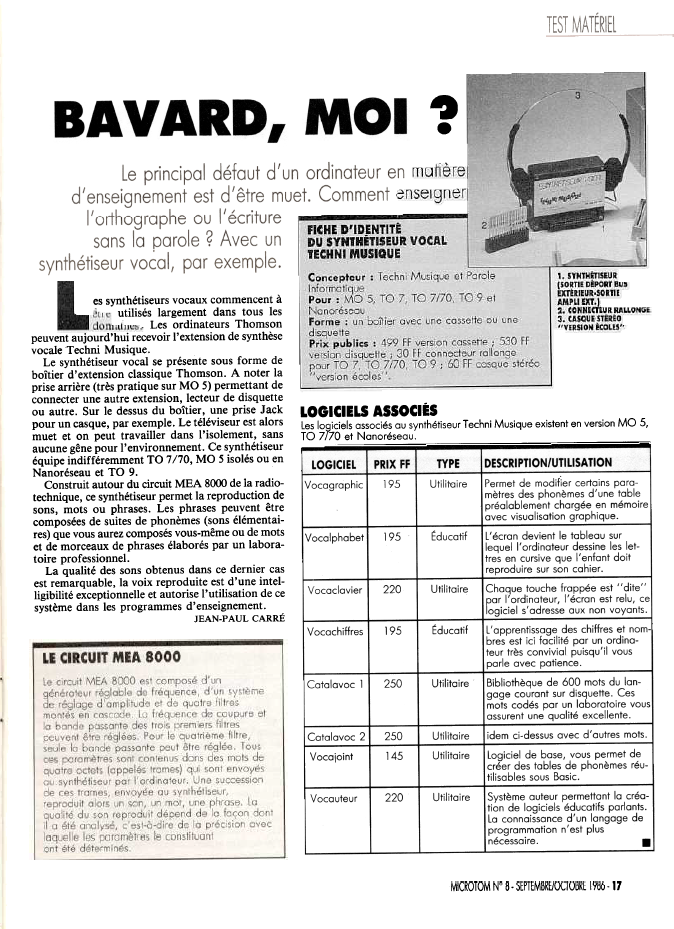 TEST MATÉRIEL
BAVARD, MOI ?
Le principal défaut d'un ordinateur en matière
d'enseignement est d'être muet. Comment enseigner
l'orthographe ou l'écriture
sans la parole ? Avec un
synthétiseur vocal, par exemple.
Les synthétiseurs vocaux commencent à
être utilisés largement dans tous les
domaines. Les ordinateurs Thomson
peuvent aujourd'hui recevoir l'extension de synthèse
vocale Techni Musique.
Le synthétiseur vocal se présente sous forme de
boîtier d'extension classique Thomson. A noter la
prise arrière (très pratique sur MO 5) permettant de
connecter une autre extension, lecteur de disquette
ou autre. Sur le dessus du boîtier, une prise Jack
pour un casque, par exemple. Le téléviseur est alors
muet et on peut travailler dans l'isolement, sans
aucune gêne pour l'environnement. Ce synthétiseur
équipe indifféremment TO 7/70, MO 5 isolés ou en
Nanoréseau et TO 9.
Construit autour du circuit MEA 8000 de la radio-
technique, ce synthétiseur permet la reproduction de
sons, mots ou phrases. Les phrases peuvent être
composées de suites de phonèmes (sons élémentai-
res) que vous aurez composés vous-même ou de mots
et de morceaux de phrases élaborés par un labora-
toire professionnel.
La qualité des sons obtenus dans ce dernier cas
est remarquable, la voix reproduite est d'une intel-
ligibilité exceptionnelle et autorise l'utilisation de ce
système dans les programmes d'enseignement.
JEAN-PAUL CARRÉ
LE CIRCUIT MEA 8000
Le circuit MEA 8000 est composé d'un
générateur réglable de fréquence, d'un système
de réglage d'amplitude et de quatre filtres
montés en cascade. La fréquence de coupure et
la bande passante des trois premiers filtres
peuvent être réglées. Pour le quatrième filtre,
seule la bande passante peut être réglée. Tous
ces paramètres sont contenus dans des mots de
quatre octets (appelés trames) qui sont envoyés
au synthétiseur par l'ordinateur. Une succession
de ces trames, envoyée au synthétiseur,
reproduit alors un son, un mot, une phrase. La
qualité du son reproduit dépend de la façon dont
il a été analysé, c'est-à-dire de la précision avec
laquelle les paramètres le constituant
ont été déterminés.
3
2
FICHE D'IDENTITÉ
DU SYNTHÉTISEUR VOCAL
TECHNI MUSIQUE
Concepteur : Techni Musique et Parole
Informatique
Pour : MO 5, TO 7, TO 7/70, TO 9 et
Nanoréseau
Forme : un boîtier avec une cassette ou une
disquette
Prix publics : 499 FF version cassette ; 530 FF
version disquette ; 30 FF connecteur rallonge
pour TO 7, TO 7/70, TO 9 ; 60 FF casque stéréo
"version écoles".
1. SYNTHÉTISEUR
(SORTIE DÉPORT BUS
EXTÉRIEUR-SORTIE
AMPLI EXT.)
2. CONNECTEUR RALLONGE
3. CASQUE STÉRÉO
"VERSION ÉCOLES"
LOGICIELS ASSOCIÉS
Les logiciels associés au synthétiseur Techni Musique existent en version MO 5,
TO 7/70 et Nanoréseau.
LOGICIEL PRIX FF TYPE DESCRIPTION/UTILISATION
Vocagraphic 195 Utilitaire Permet de modifier certains para-
mètres des phonèmes d'une table
préalablement chargée en mémoire
avec visualisation graphique.
Vocalphabet 195 Éducatif L'écran devient le tableau sur
lequel l'ordinateur dessine les let-
tres en cursive que l'enfant doit
reproduire sur son cahier.
Vocaclavier 220 Utilitaire Chaque touche frappée est "dite"
par l'ordinateur, l'écran est relu, ce
logiciel s'adresse aux non voyants.
Vocachiffres 195 Éducatif L'apprentissage des chiffres et nom-
bres est ici facilité par un ordina-
teur très convivial puisqu'il vous
parle avec patience.
Catalavoc 1 250 Utilitaire Bibliothèque de 600 mots du lan-
gage courant sur disquette. Ces
mots codés par un laboratoire vous
assurent une qualité excellente.
Catalavoc 2 250 Utilitaire idem ci-dessus avec d'autres mots.
Vocajoint 145 Utilitaire Logiciel de base, vous permet de
créer des tables de phonèmes réu-
tilisables sous Basic.
Vocauteur 220 Utilitaire Système auteur permettant la créa-
tion de logiciels éducatifs parlants.
La connaissance d'un langage de
programmation n'est plus
nécessaire.
MICROTOM N° 8 - SEPTEMBRE/OCTOBRE 1986 - 17